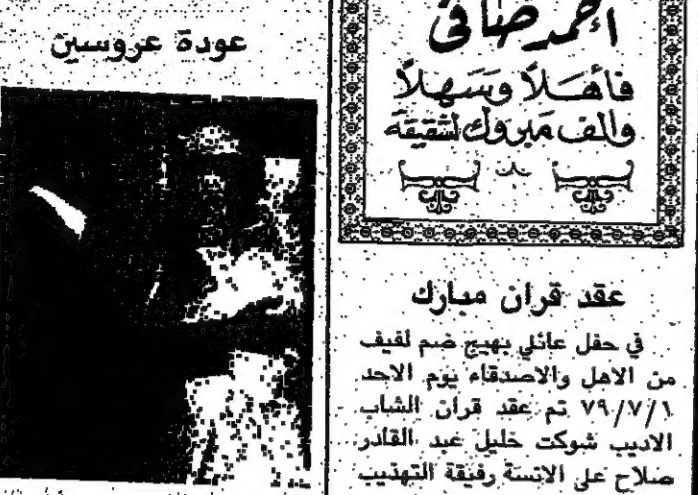 احمد صافي
فأهلاً وسهلاً
والف مبروك لشقيقه
عقد قران مبارك
في حفل عائلي بهيج ضم لفيف
من الاهل والاصدقاء يوم الاحد
٧٩/٧/١ تم عقد قران الشاب
الاديب شوكت خليل عبد القادر
صلاح على الانسة رفيقة التهذيب
عودة عروسين